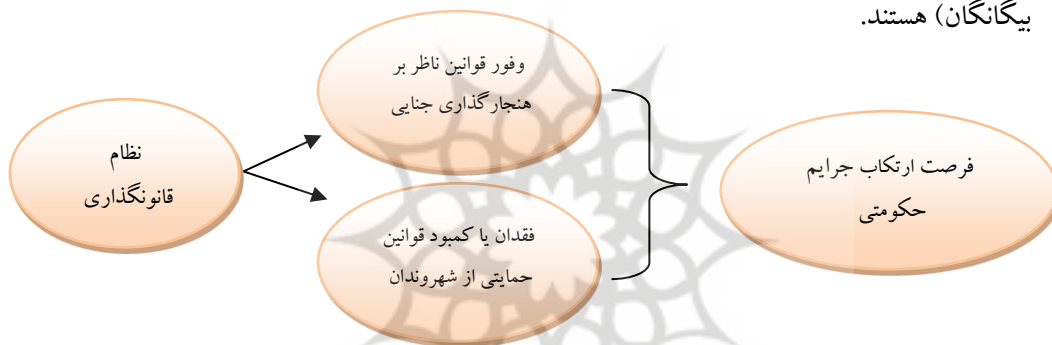 بیگانگان) هستند.
وفور قوانین ناظر بر
هنجارگذاری جنایی
نظام
قانونگذاری
فقدان یا کمبود قوانین
حمایتی از شهروندان
فرصت ارتکاب جرایم
حکومتی